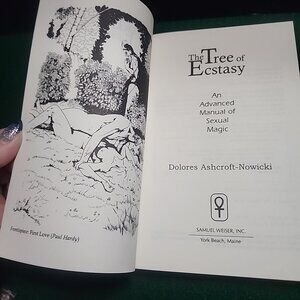 Frontispiece: First Love (Paul Hardy)
The Tree of
Ecstasy
An
Advanced
Manual of
Sexual
Magic
Dolores Ashcroft-Nowicki
SAMUEL WEISER, INC.
York Beach, Maine